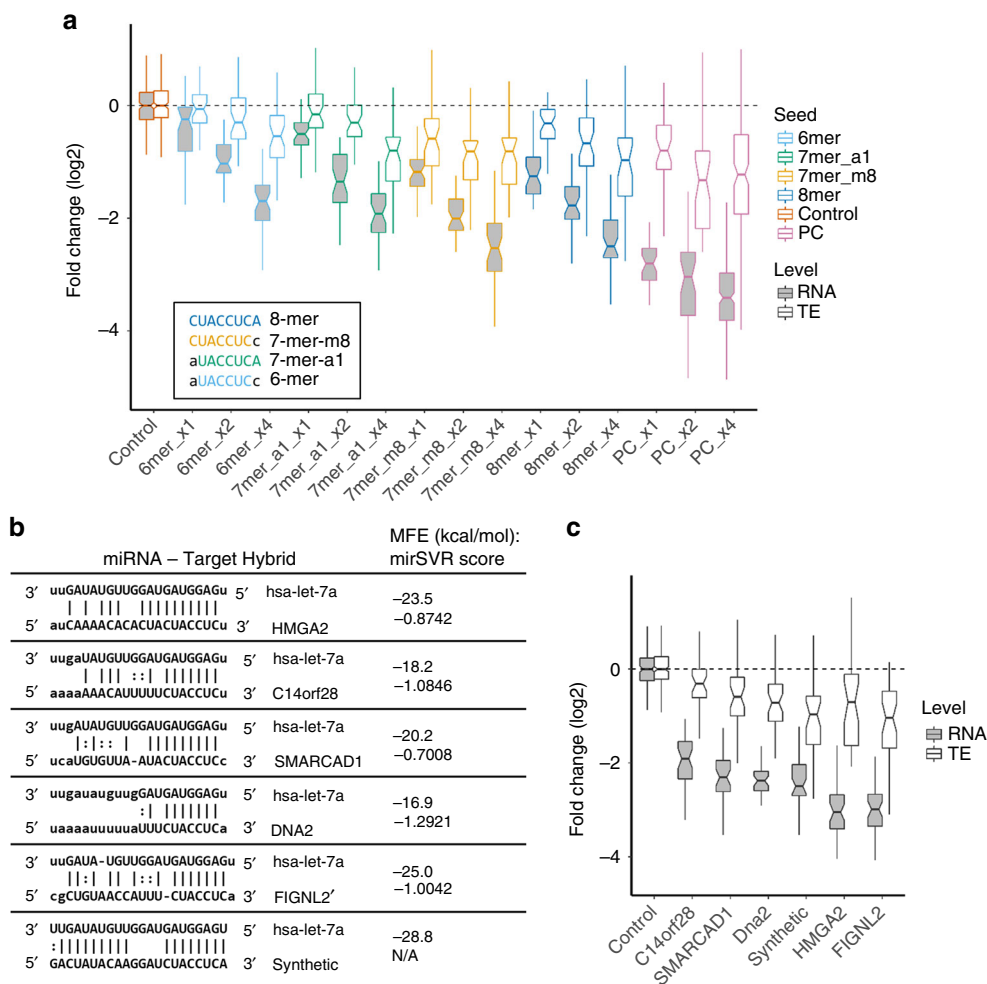 a
Fold change (log2)
0
−2
−4
CUACCUCA 8-mer
CUACCUCc 7-mer-m8
aUACCUCA 7-mer-a1
aUACCUCc 6-mer
Control
6mer_x1
6mer_x2
6mer_x4
7mer_a1_x1
7mer_a1_x2
7mer_a1_x4
7mer_m8_x1
7mer_m8_x2
7mer_m8_x4
8mer_x1
8mer_x2
8mer_x4
PC_x1
PC_x2
PC_x4
Seed
6mer
7mer_a1
7mer_m8
8mer
Control
PC
Level
RNA
TE
b
miRNA – Target Hybrid
MFE (kcal/mol):
mirSVR score
3′ uuGAUAUGUUGGAUGAUGGAGu 5′ hsa-let-7a
5′ auCAAAACACACUACUACCUCu 3′ HMGA2
−23.5
−0.8742
3′ uugaUAUGUUGGAUGAUGGAGu 5′ hsa-let-7a
5′ aaaaAAACAUUUUUCUACCUCu 3′ C14orf28
−18.2
−1.0846
3′ uugAUAUGUUGGAUGAUGGAGu 5′ hsa-let-7a
5′ ucaUGUGUUA-AUACUACCUCc 3′ SMARCAD1
−20.2
−0.7008
3′ uugauauguugGAUGAUGGAGu 5′ hsa-let-7a
5′ uaaaauuuuuaUUUCUACCUCa 3′ DNA2
−16.9
−1.2921
3′ uuGAUA-UGUUGGAUGAUGGAGu 5′ hsa-let-7a
5′ cgCUGUAACCAUUU-CUACCUCa 3′ FIGNL2′
−25.0
−1.0042
3′ UUGAUAUGUUGGAUGAUGGAGU 5′ hsa-let-7a
5′ GACUAUACAAGGAUCUACCUCA 3′ Synthetic
−28.8
N/A
c
Fold change (log2)
0
−2
−4
Control
C14orf28
SMARCAD1
Dna2
Synthetic
HMGA2
FIGNL2
Level
RNA
TE